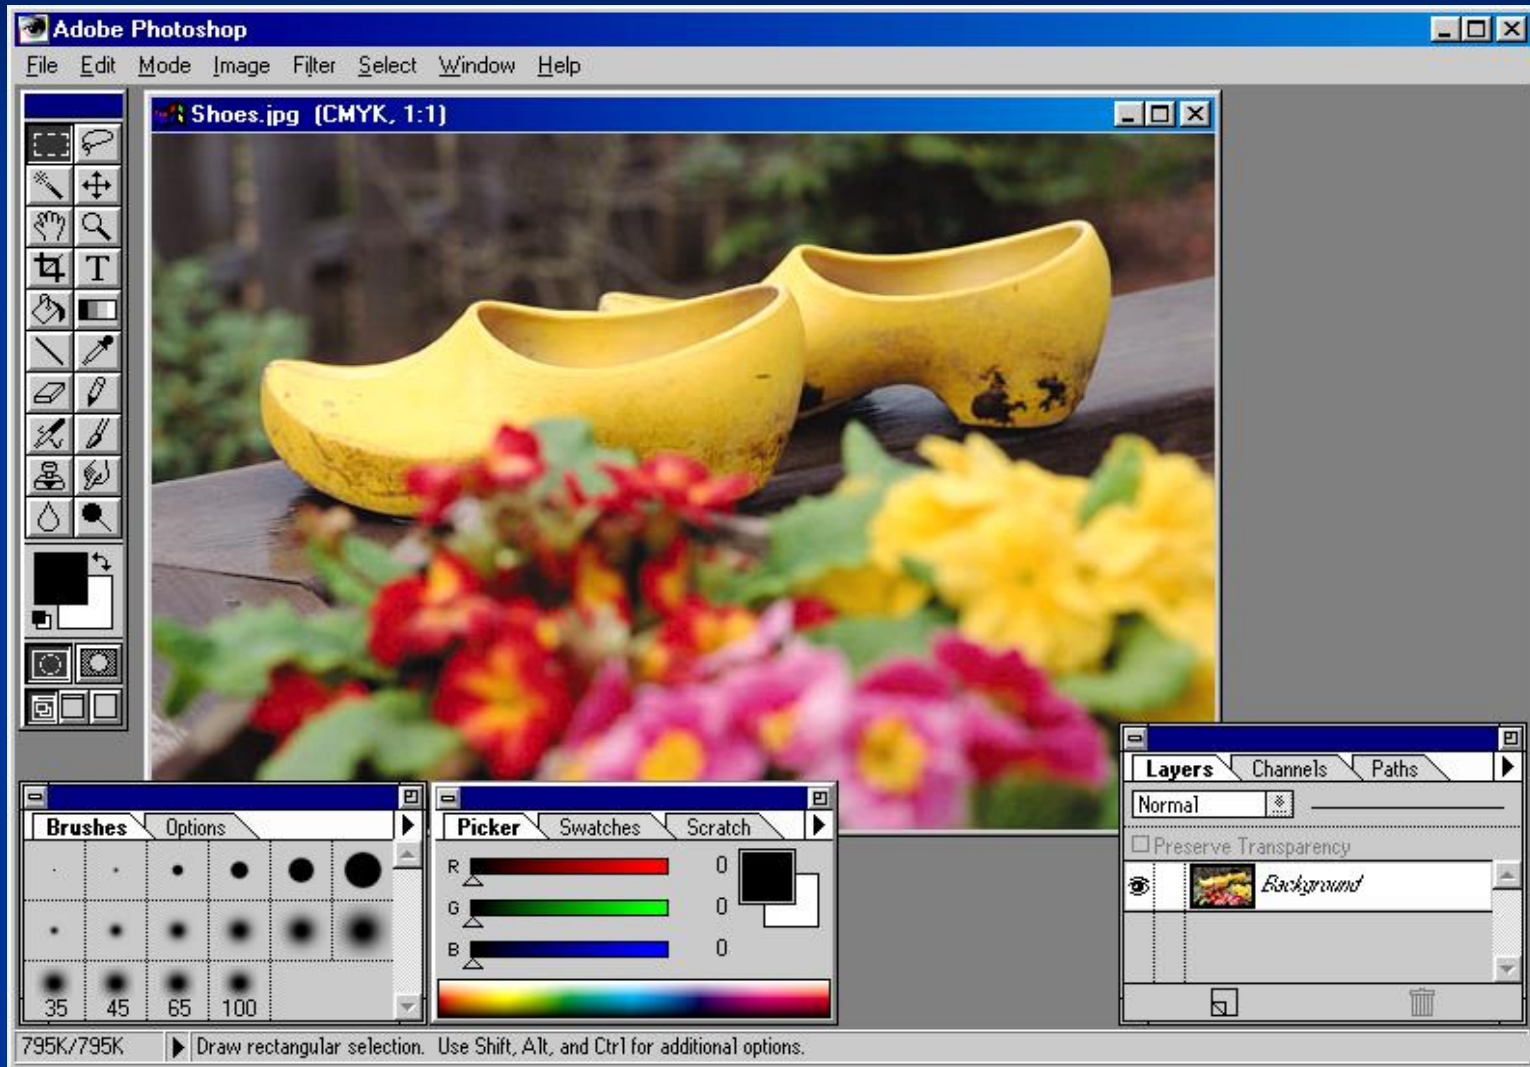 Adobe Photoshop
File Edit Mode Image Filter Select Window Help
Shoes.jpg (CMYK, 1:1)
T
Brushes Options
35 45 65 100
Picker Swatches Scratch
R 0
G 0
B 0
Layers Channels Paths
Normal
Preserve Transparency
Background
795K/795K Draw rectangular selection. Use Shift, Alt, and Ctrl for additional options.